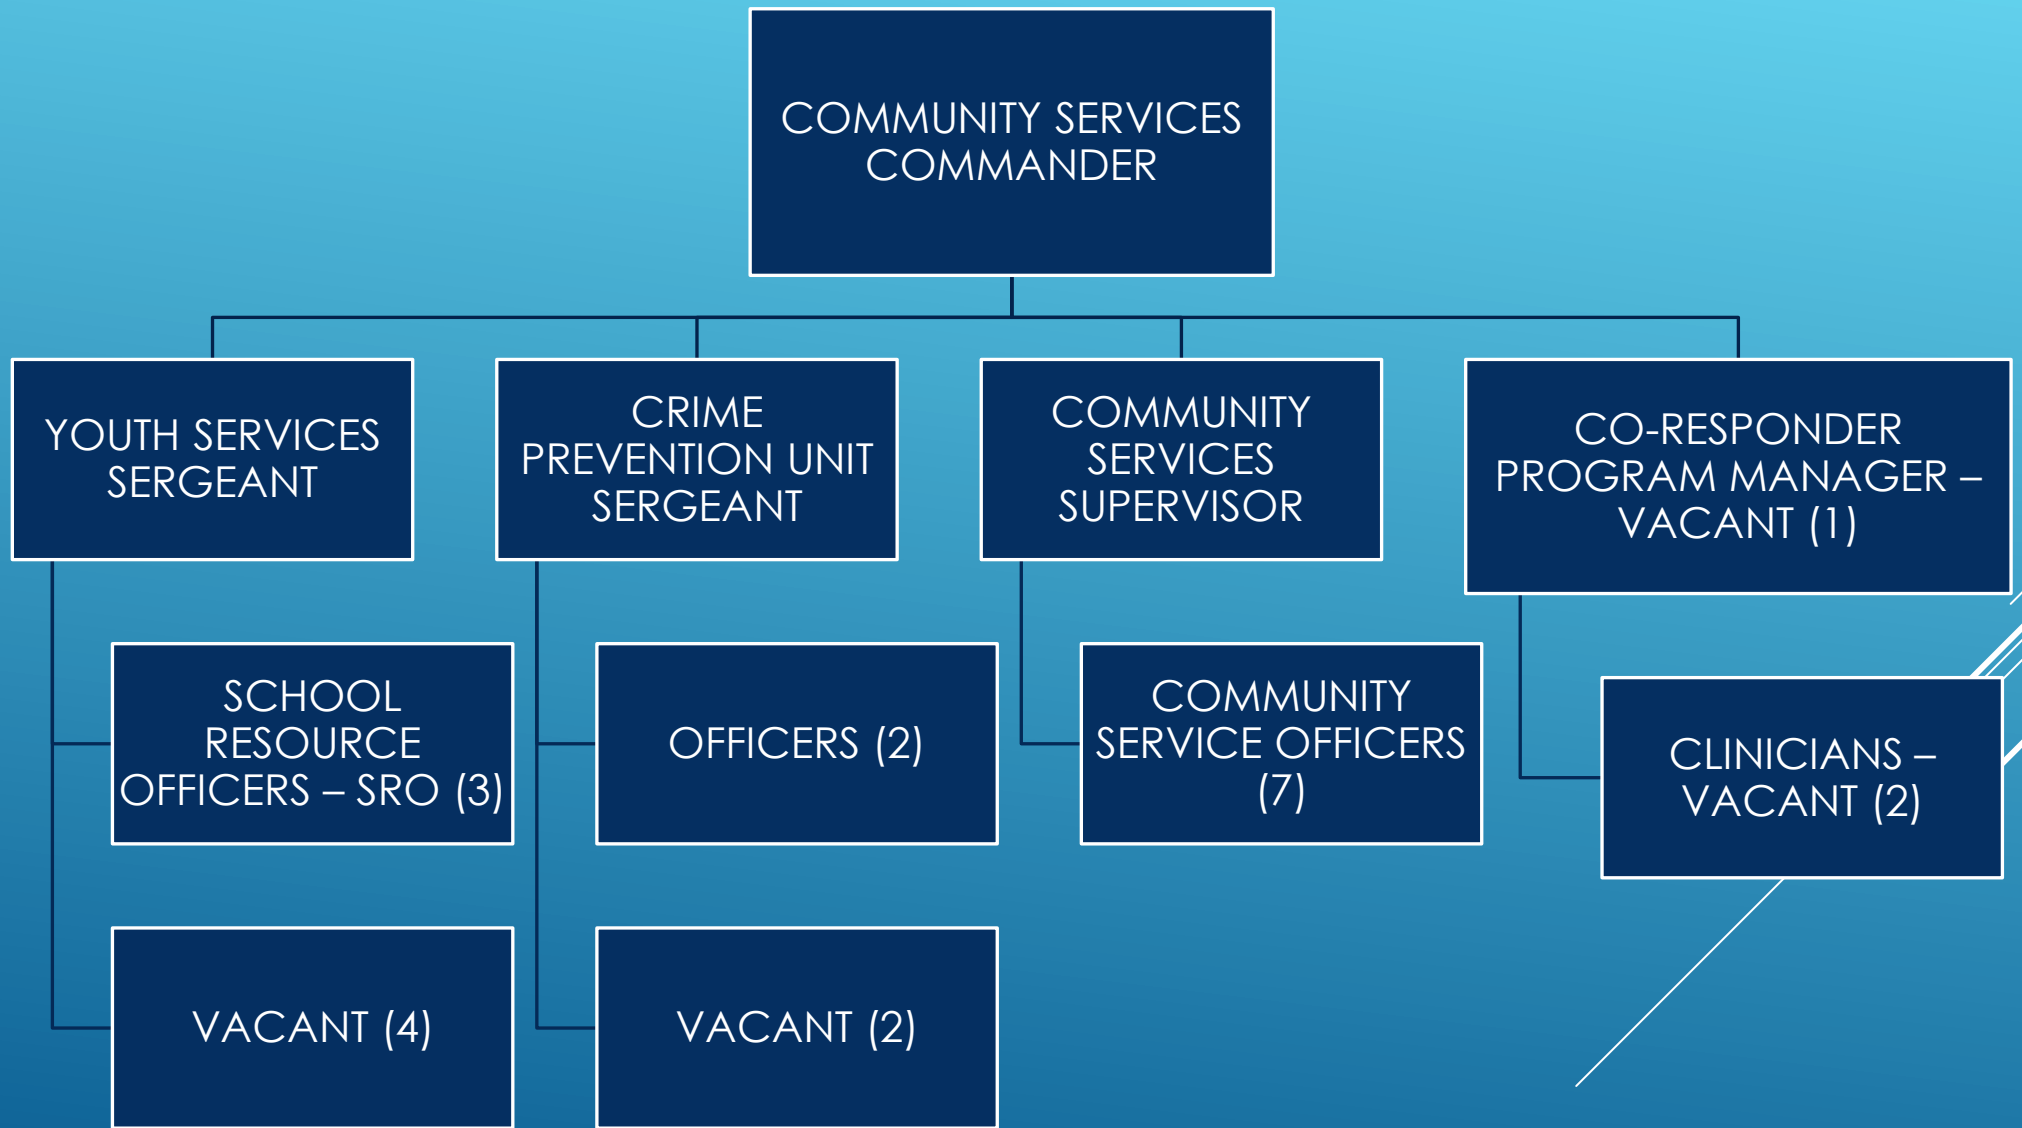 COMMUNITY SERVICES
COMMANDER
YOUTH SERVICES
SERGEANT
CRIME
PREVENTION UNIT
SERGEANT
COMMUNITY
SERVICES
SUPERVISOR
CO-RESPONDER
PROGRAM MANAGER –
VACANT (1)
SCHOOL
RESOURCE
OFFICERS – SRO (3)
OFFICERS (2)
COMMUNITY
SERVICE OFFICERS
(7)
CLINICIANS –
VACANT (2)
VACANT (4)
VACANT (2)